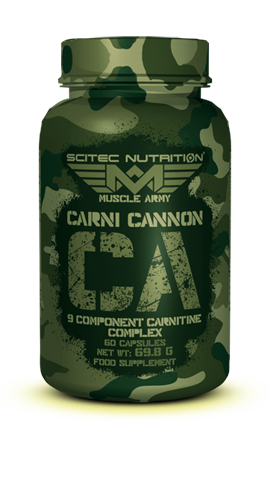 SCITEC NUTRITION
MUSCLE ARMY
CARNI CANNON
CA
9 COMPONENT CARNITINE
COMPLEX
60 CAPSULES
NET WT: 69.8 G
FOOD SUPPLEMENT